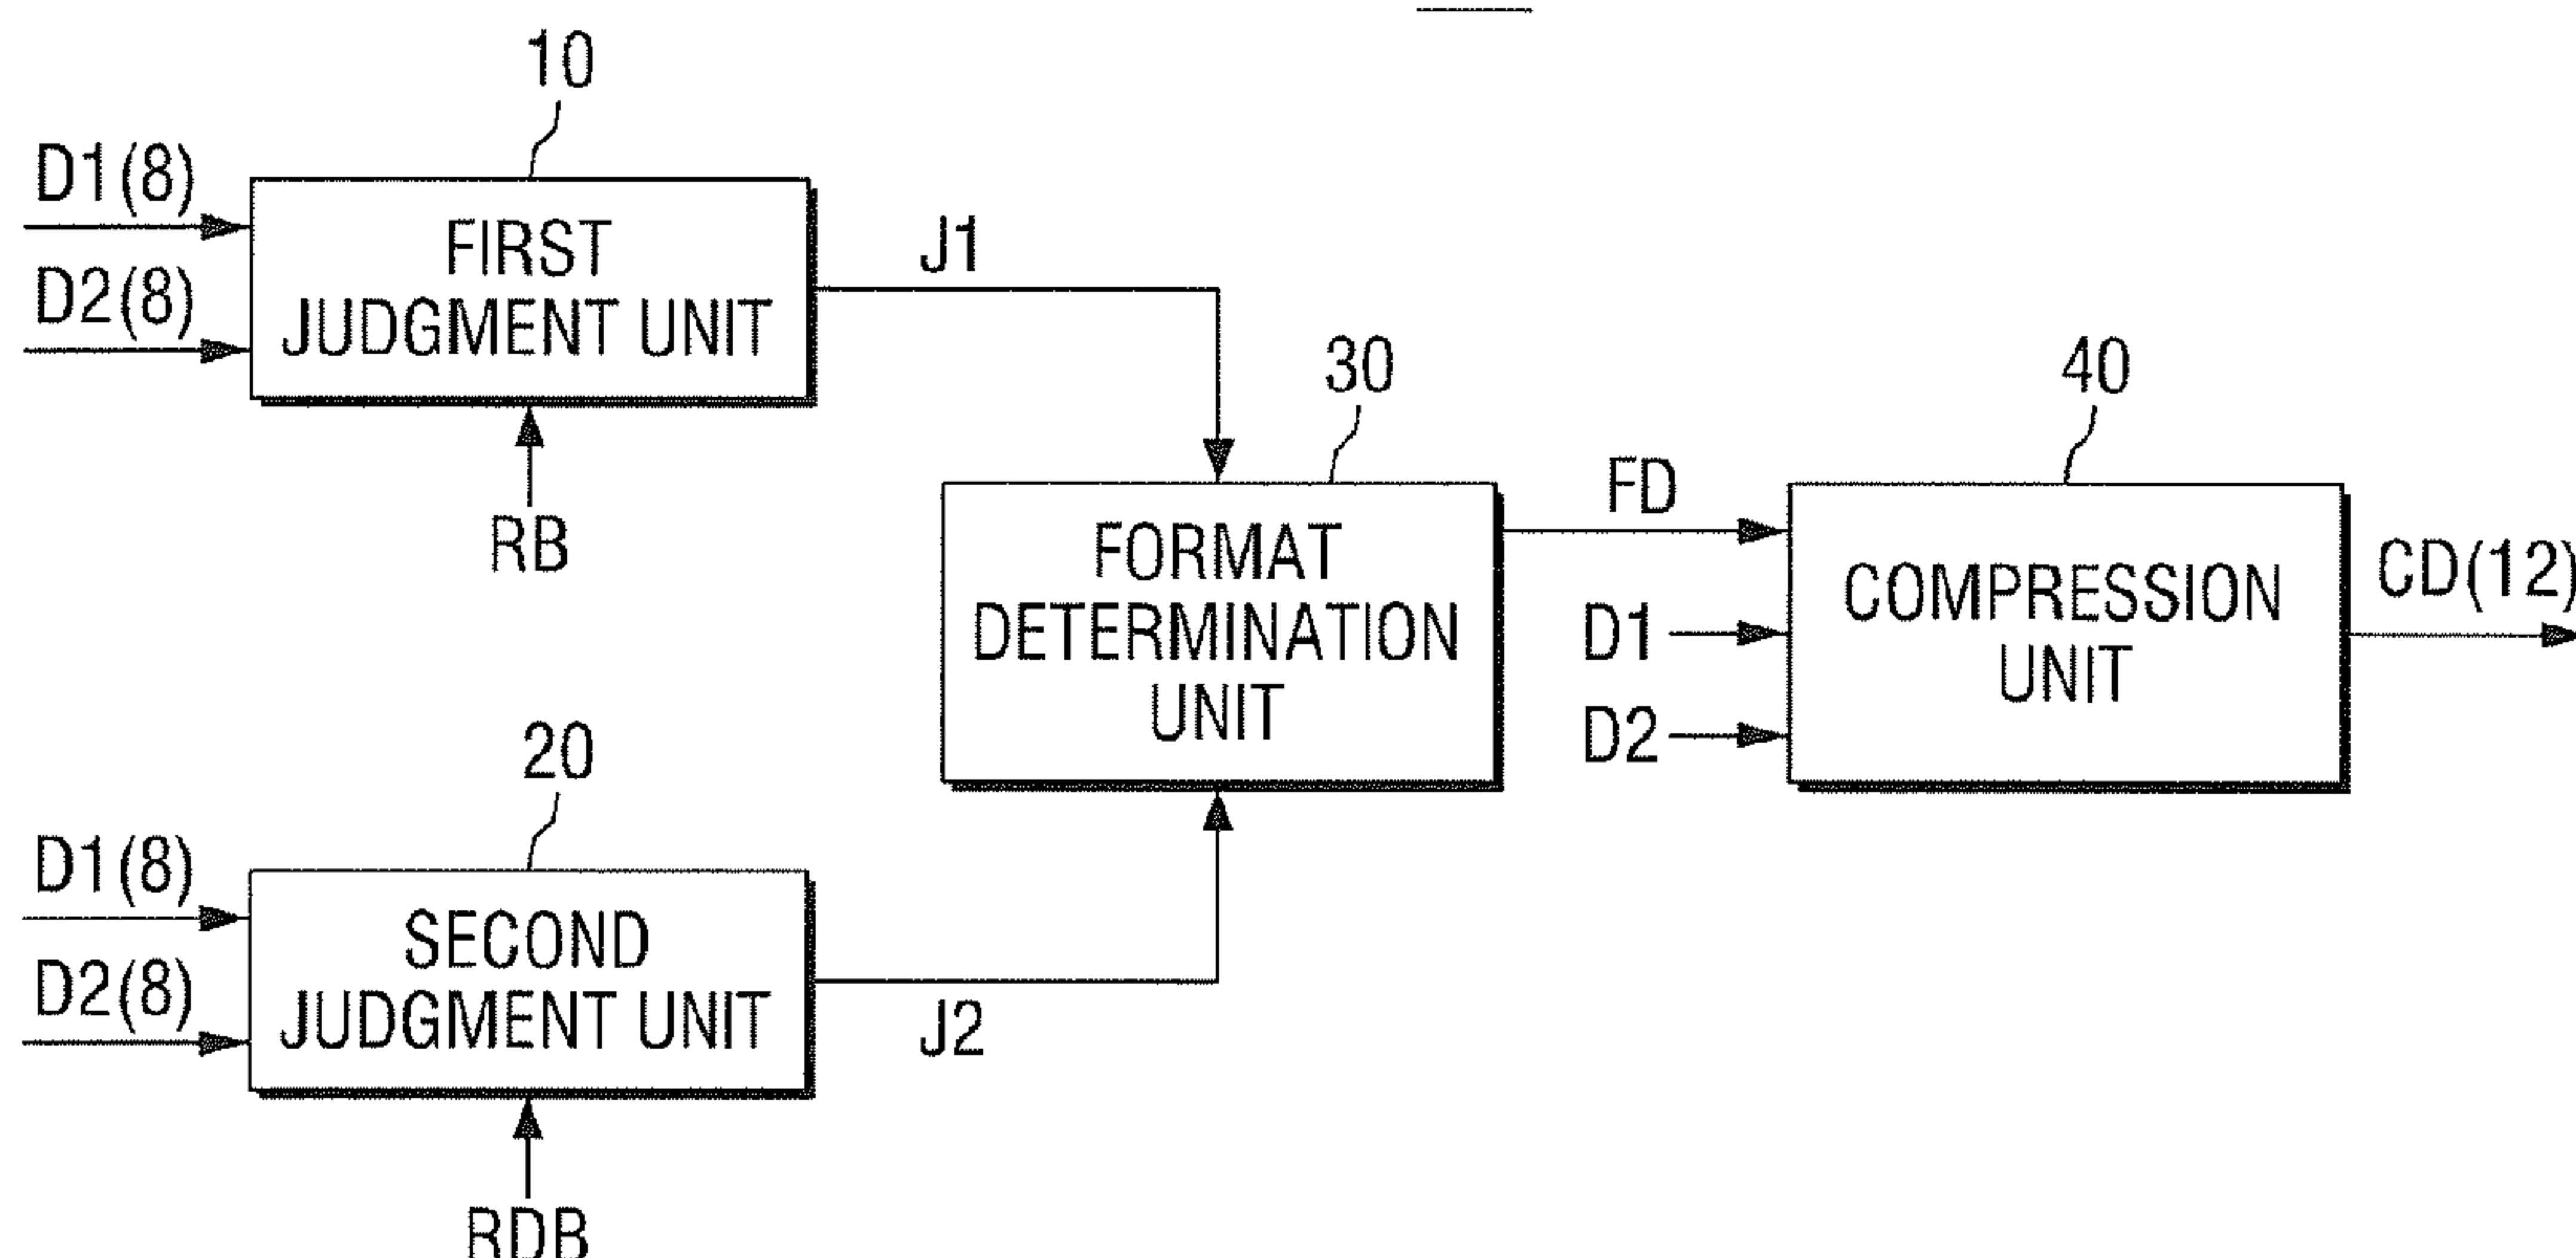 10
D1(8)
D2(8)
FIRST
JUDGMENT UNIT
J1
RB
30
FORMAT
DETERMINATION
UNIT
FD
D1
D2
40
COMPRESSION
UNIT
CD(12)
20
D1(8)
D2(8)
SECOND
JUDGMENT UNIT
J2
RDB